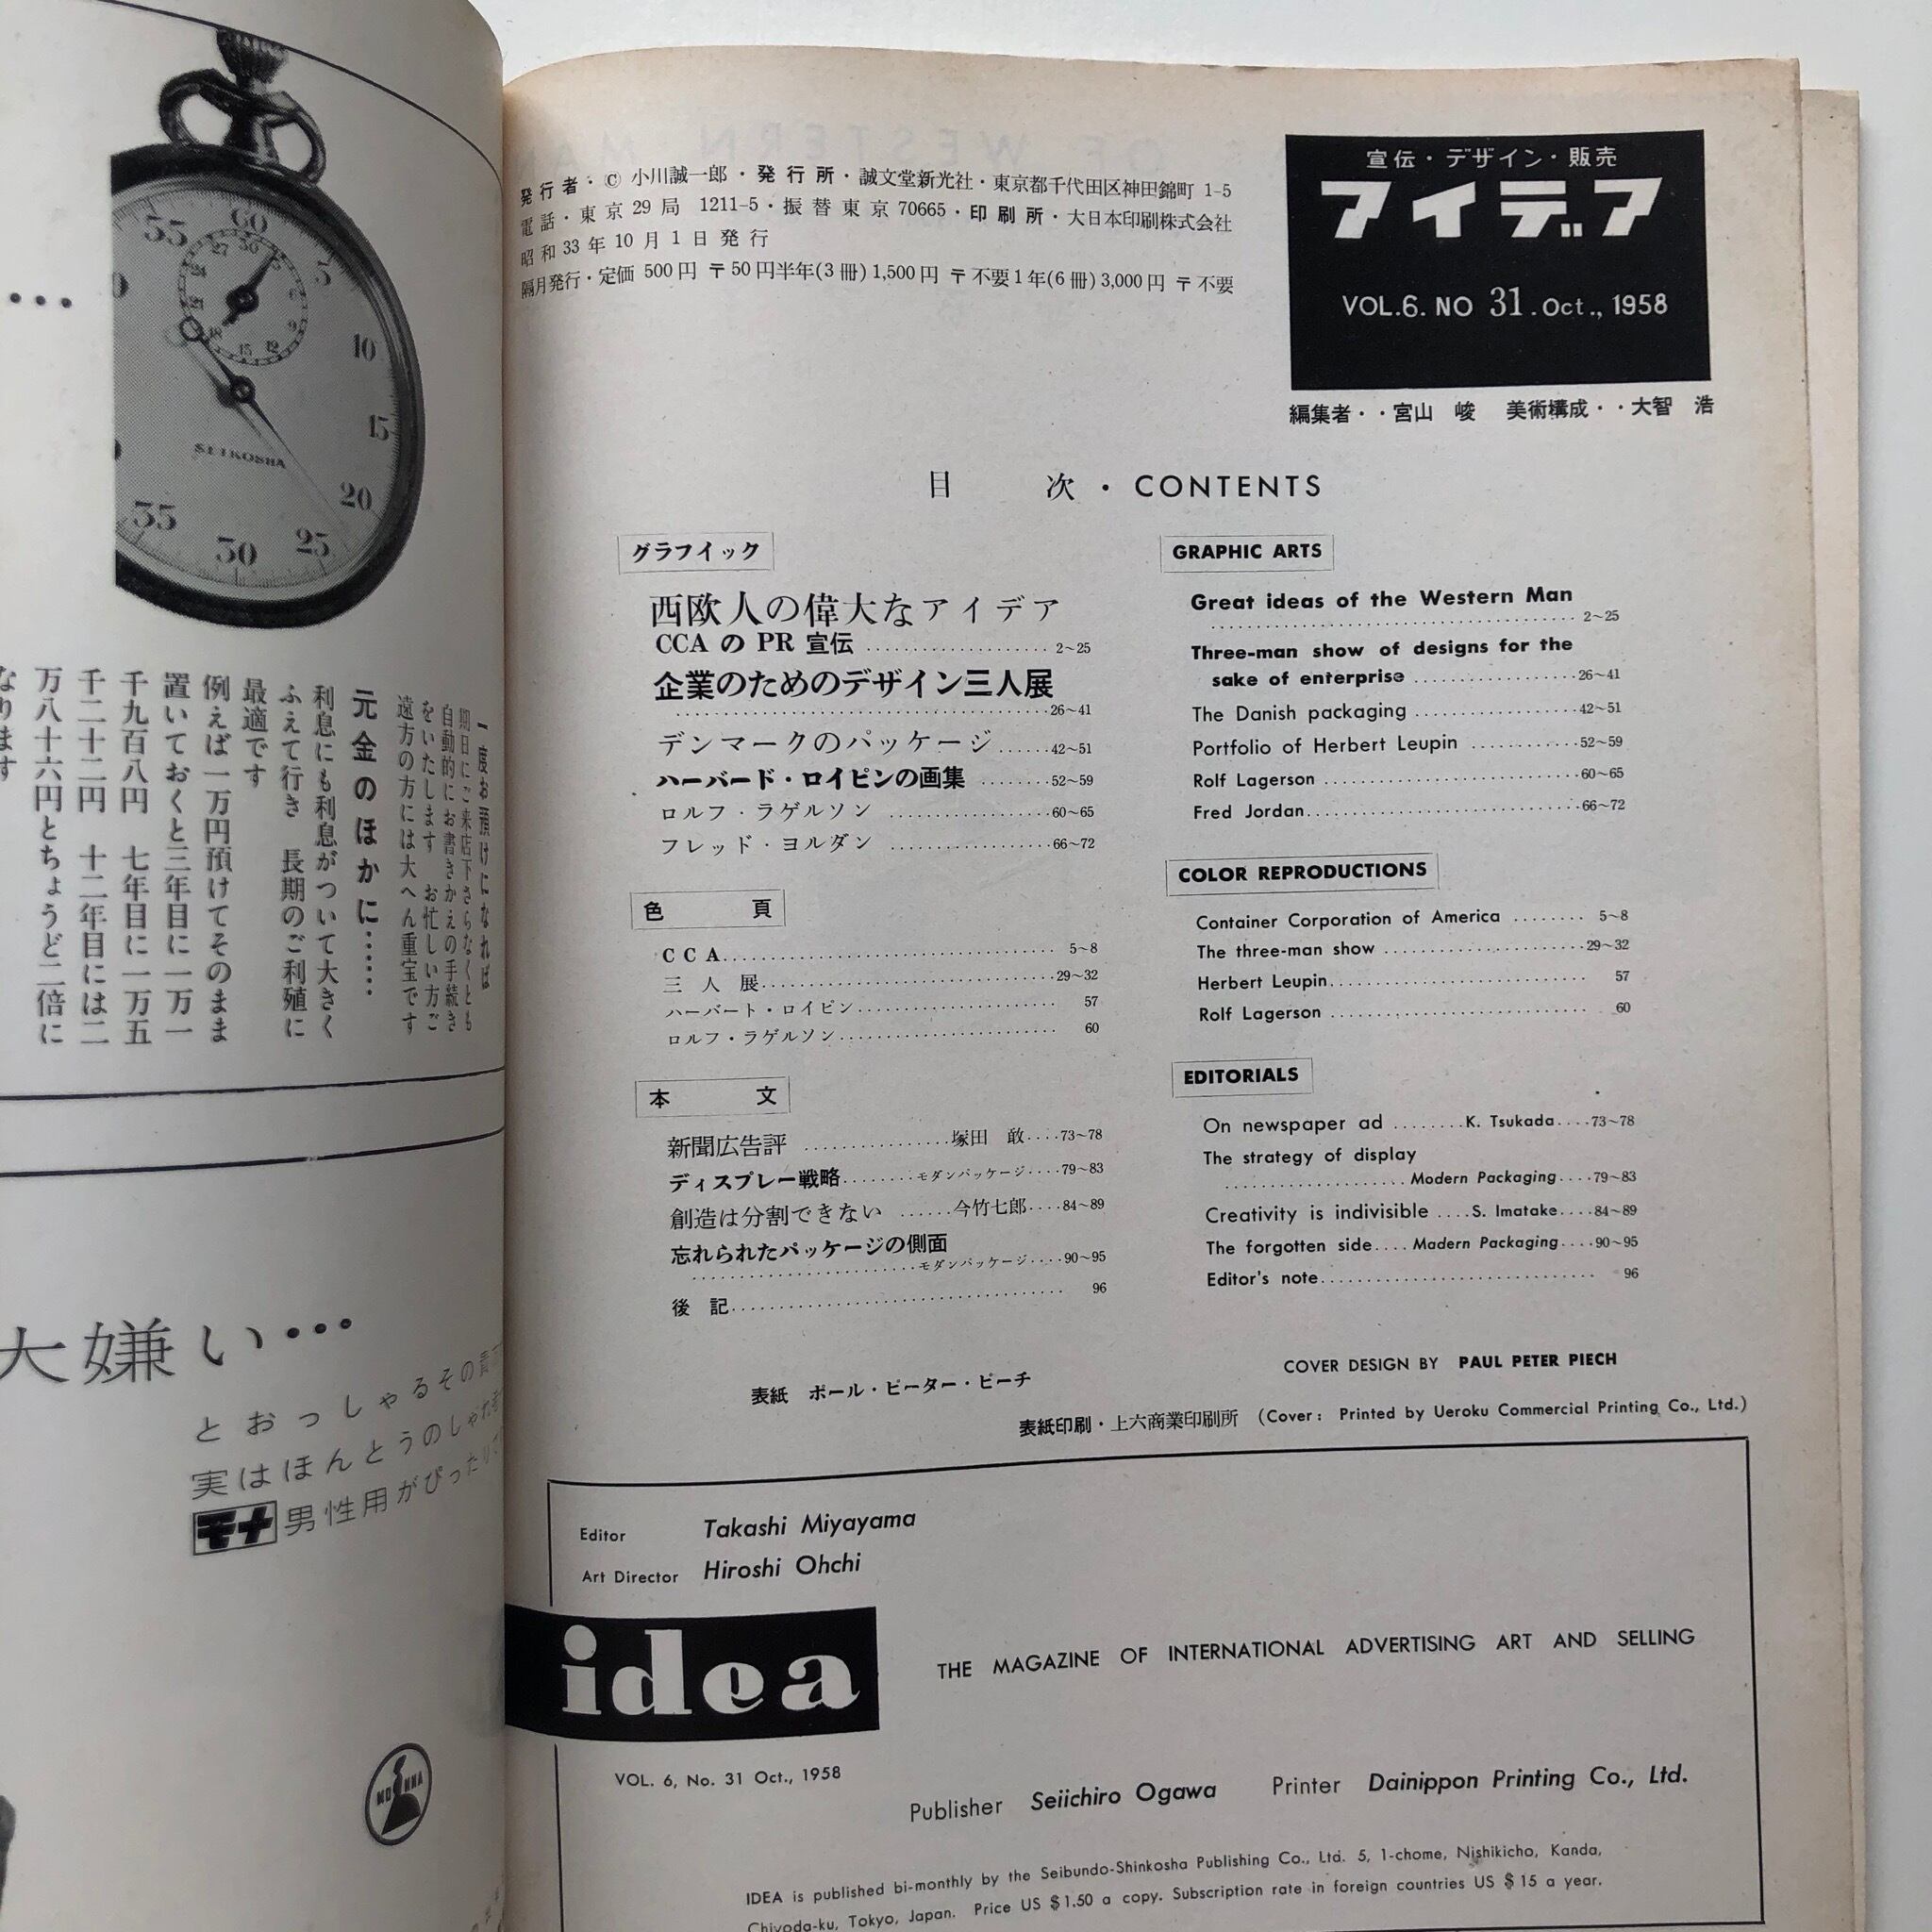 60
55
5
10
15
20
25
30
35
SEIKOSHA
一度お預けになれば
期日にご来店下さらなくとも
自動的にお書きかえの手続き
をいたします お忙しい方ご
遠方の方には大へん重宝です
元金のほかに……
利息にも利息がついて大きく
ふえて行き 長期のご利殖に
最適です
例えば一万円預けてそのまま
置いておくと三年目に一万一
千九百八円 七年目に一万五
千二十二円 十二年目には二
万八十六円とちょうど二倍に
なります
大嫌い…
とおっしゃるその
実はほんとうのしゃれ
モナ男性用がぴったり
MONNA
発行者・© 小川誠一郎・発行所・誠文堂新光社・東京都千代田区神田錦町 1-5
電話・東京29局 1211-5・振替東京70665・印刷所・大日本印刷株式会社
昭和33年10月1日発行
隔月発行・定価 500円 〒50円半年(3冊)1,500円 〒不要1年(6冊)3,000円 〒不要
宣伝・デザイン・販売
アイデア
VOL.6. NO 31. Oct., 1958
編集者・・宮山 峻 美術構成・・大智 浩
目 次・CONTENTS
グラフイック
西欧人の偉大なアイデア
CCA の PR 宣伝 .................... 2~25
企業のためのデザイン三人展
........................................26~41
デンマークのパッケージ......42~51
ハーバード・ロイピンの画集 ........52~59
ロルフ・ラゲルソン ....................60~65
フレッド・ヨルダン ....................66~72
色 頁
CCA........................................ 5~8
三 人 展....................................29~32
ハーバート・ロイピン........................ 57
ロルフ・ラゲルソン.......................... 60
本 文
新聞広告評 ................塚田 敢....73~78
ディスプレー戦略........モダンパッケージ....79~83
創造は分割できない ......今竹七郎....84~89
忘れられたパッケージの側面
........................モダンパッケージ....90~95
後 記.................................... 96
GRAPHIC ARTS
Great ideas of the Western Man
........................................ 2~25
Three-man show of designs for the
sake of enterprise ..................26~41
The Danish packaging ..................42~51
Portfolio of Herbert Leupin ............52~59
Rolf Lagerson ............................60~65
Fred Jordan..............................66~72
COLOR REPRODUCTIONS
Container Corporation of America ........ 5~8
The three-man show ......................29~32
Herbert Leupin............................ 57
Rolf Lagerson ............................ 60
EDITORIALS
On newspaper ad ........K. Tsukada....73~78
The strategy of display
....................Modern Packaging....79~83
Creativity is indivisible ....S. Imatake....84~89
The forgotten side....Madern Packaging....90~95
Editor's note.............................. 96
表紙 ポール・ピーター・ピーチ
COVER DESIGN BY PAUL PETER PIECH
表紙印刷・上六商業印刷所 (Cover: Printed by Ueroku Commercial Printing Co., Ltd.)
Editor Takashi Miyayama
Art Director Hiroshi Ohchi
idea
THE MAGAZINE OF INTERNATIONAL ADVERTISING ART AND SELLING
VOL. 6, No. 31 Oct., 1958
Publisher Seiichiro Ogawa Printer Dainippon Printing Co., Ltd.
IDEA is published bi-monthly by the Seibundo-Shinkosha Publishing Co., Ltd. 5, 1-chome, Nishikicho, Kanda,
Chiyoda-ku, Tokyo, Japan. Price US $1.50 a copy. Subscription rate in foreign countries US $15 a year.